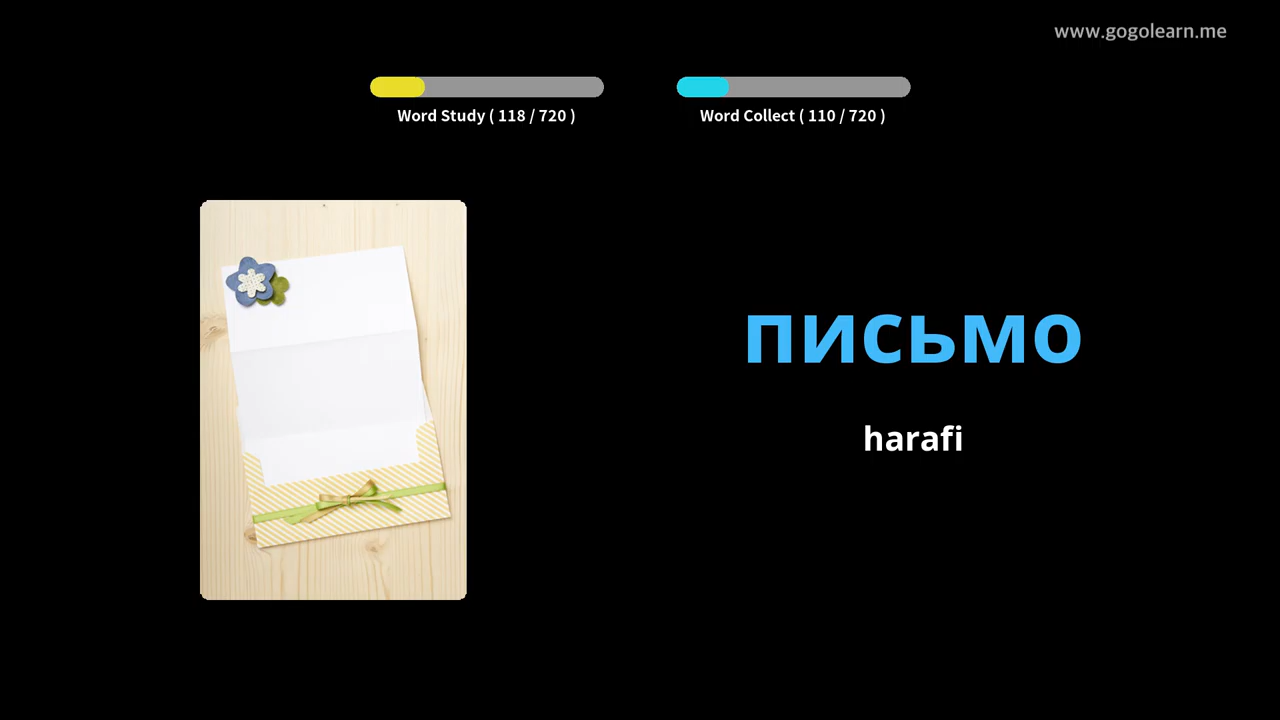 www.gogolearn.me
Word Study ( 118 / 720 )
Word Collect ( 110 / 720 )
письмо
harafi